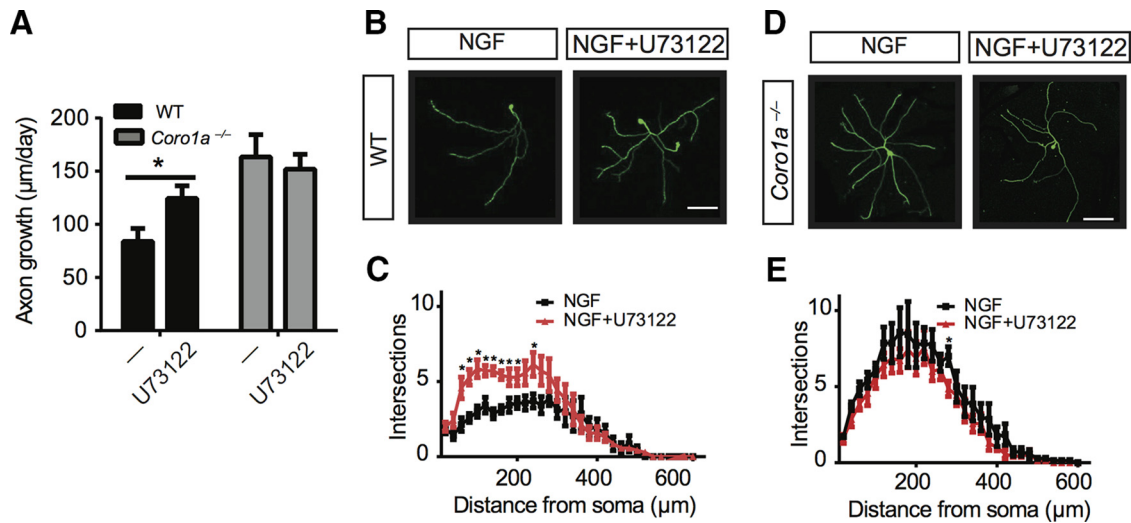 A
Axon growth (µm/day)
200
150
100
50
0
WT
Coro1a −/−
*
—
U73122
—
U73122
B
NGF
NGF+U73122
WT
C
Intersections
10
5
0
NGF
NGF+U73122
* * * * * * * * *
200
400
600
Distance from soma (µm)
D
NGF
NGF+U73122
Coro1a −/−
E
Intersections
10
5
0
NGF
NGF+U73122
*
200
400
600
Distance from soma (µm)